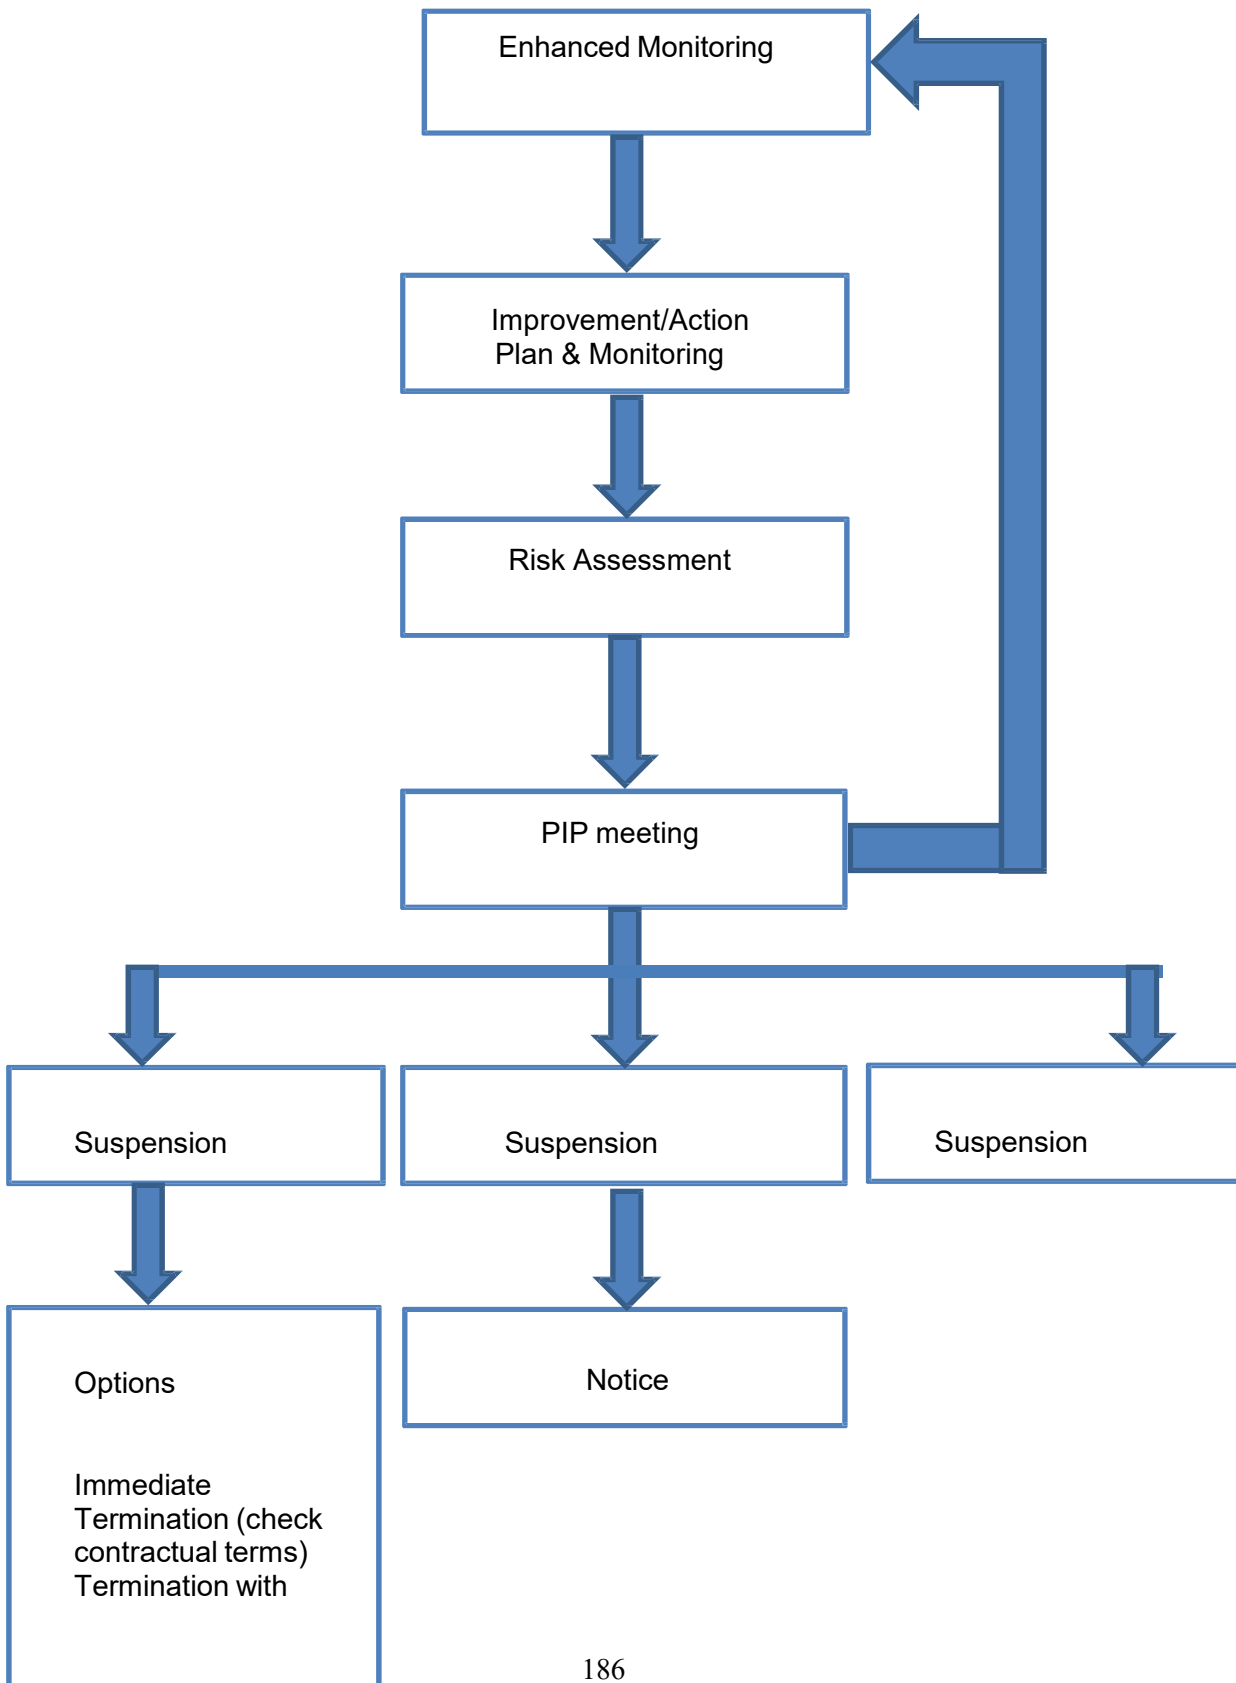 Enhanced Monitoring
Improvement/Action
Plan & Monitoring
Risk Assessment
PIP meeting
Suspension
Suspension
Suspension
Options
Notice
Immediate
Termination (check
contractual terms)
Termination with
186